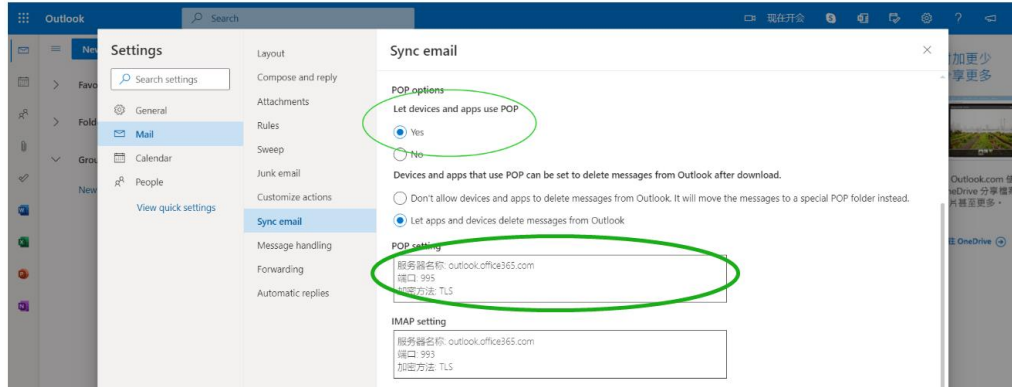 Outlook
Search
现在开会
New
Favo
Fold
Grou
New
Settings
Search settings
General
Mail
Calendar
People
View quick settings
Layout
Compose and reply
Attachments
Rules
Sweep
Junk email
Customize actions
Sync email
Message handling
Forwarding
Automatic replies
Sync email
POP options
Let devices and apps use POP
Yes
No
Devices and apps that use POP can be set to delete messages from Outlook after download.
Don't allow devices and apps to delete messages from Outlook. It will move the messages to a special POP folder instead.
Let apps and devices delete messages from Outlook
POP setting
服务器名称: outlook.office365.com
端口: 995
加密方法: TLS
IMAP setting
服务器名称: outlook.office365.com
端口: 993
加密方法: TLS
加更少
享更多
Outlook.com
eDrive 分享檔
片甚至更多。
OneDrive